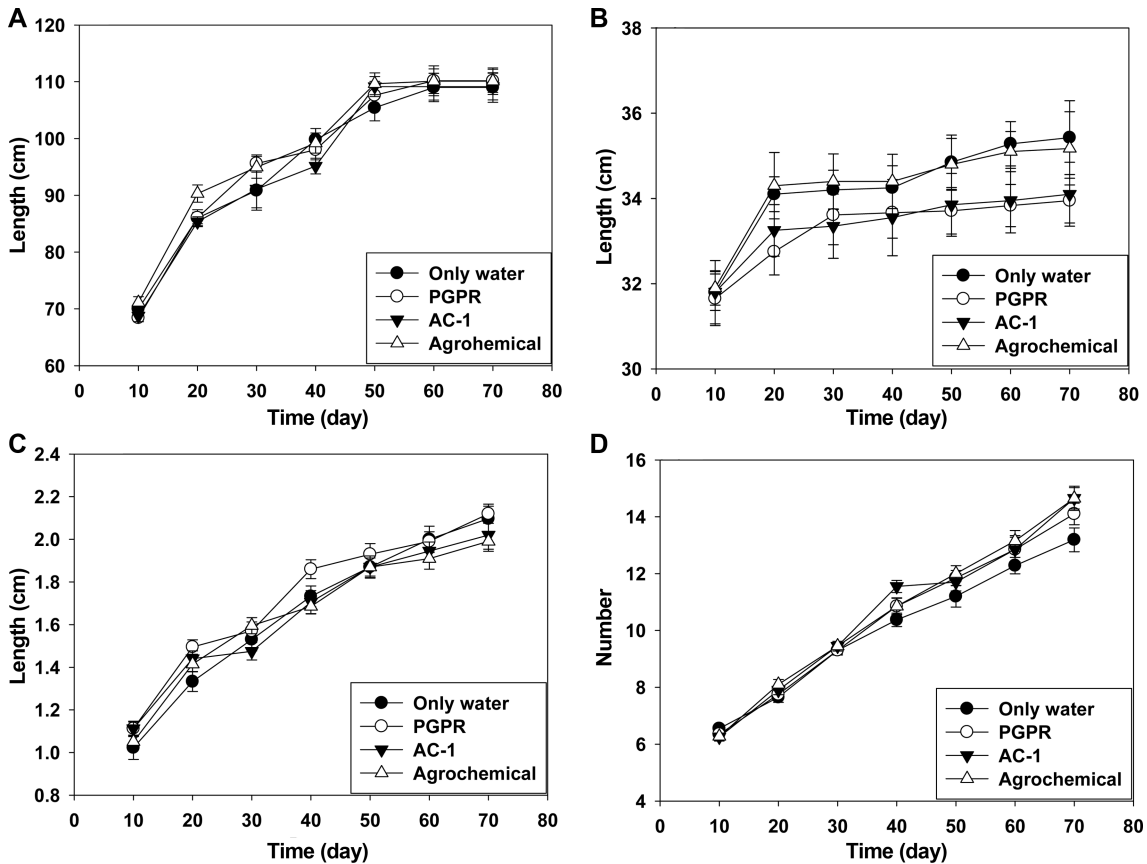 A
120
110
100
90
80
70
60
Length (cm)
0 10 20 30 40 50 60 70 80
Time (day)
Only water
PGPR
AC-1
Agrohemical
B
38
36
34
32
30
Length (cm)
0 10 20 30 40 50 60 70 80
Time (day)
Only water
PGPR
AC-1
Agrochemical
C
2.4
2.2
2.0
1.8
1.6
1.4
1.2
1.0
0.8
Length (cm)
0 10 20 30 40 50 60 70 80
Time (day)
Only water
PGPR
AC-1
Agrochemical
D
16
14
12
10
8
6
4
Number
0 10 20 30 40 50 60 70 80
Time (day)
Only water
PGPR
AC-1
Agrochemical